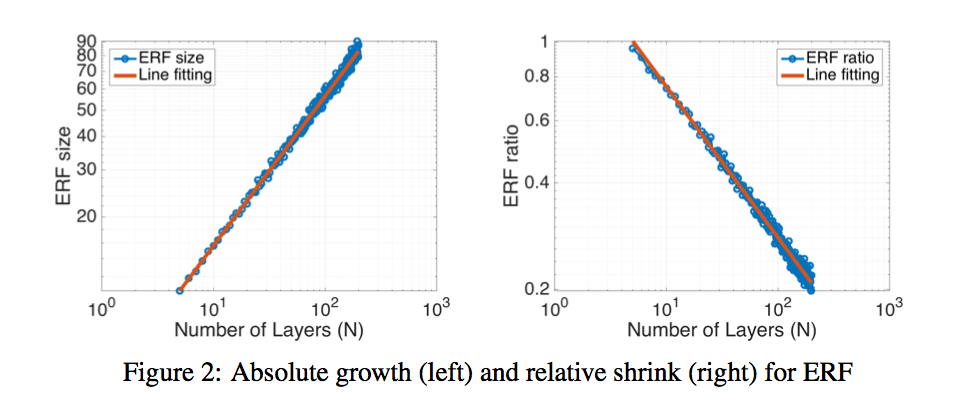 90
80
70
60
50
40
30
20
ERF size
ERF size
Line fitting
10^0
10^1
10^2
10^3
Number of Layers (N)
1
0.8
0.6
0.4
0.2
ERF ratio
ERF ratio
Line fitting
10^0
10^1
10^2
10^3
Number of Layers (N)
Figure 2: Absolute growth (left) and relative shrink (right) for ERF